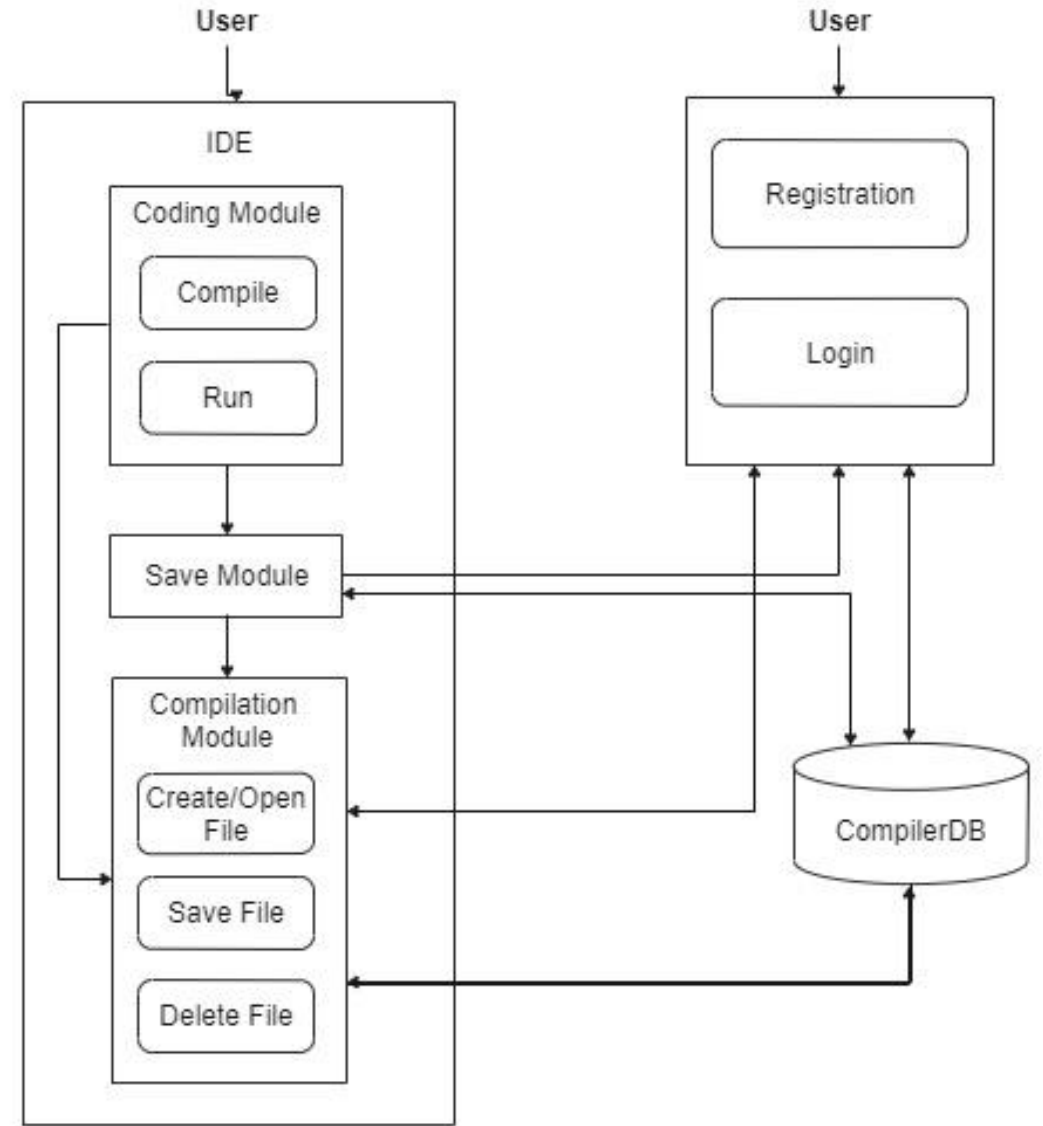 User
IDE
Coding Module
Compile
Run
Save Module
Compilation
Module
Create/Open
File
Save File
Delete File
User
Registration
Login
CompilerDB